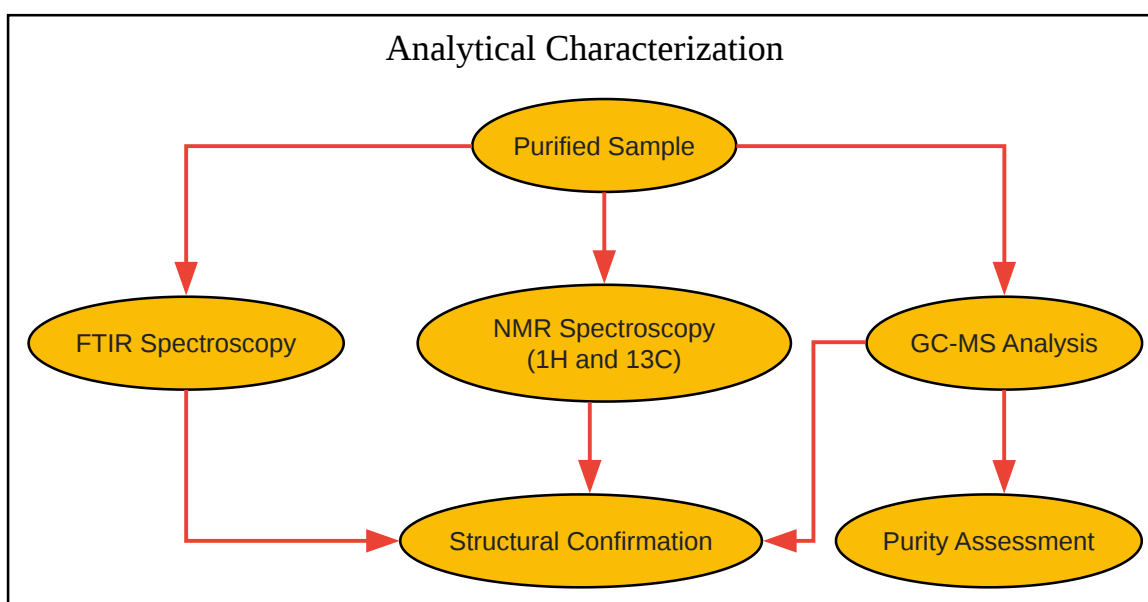 Analytical Characterization
Purified Sample
FTIR Spectroscopy
NMR Spectroscopy
(1H and 13C)
GC-MS Analysis
Structural Confirmation
Purity Assessment